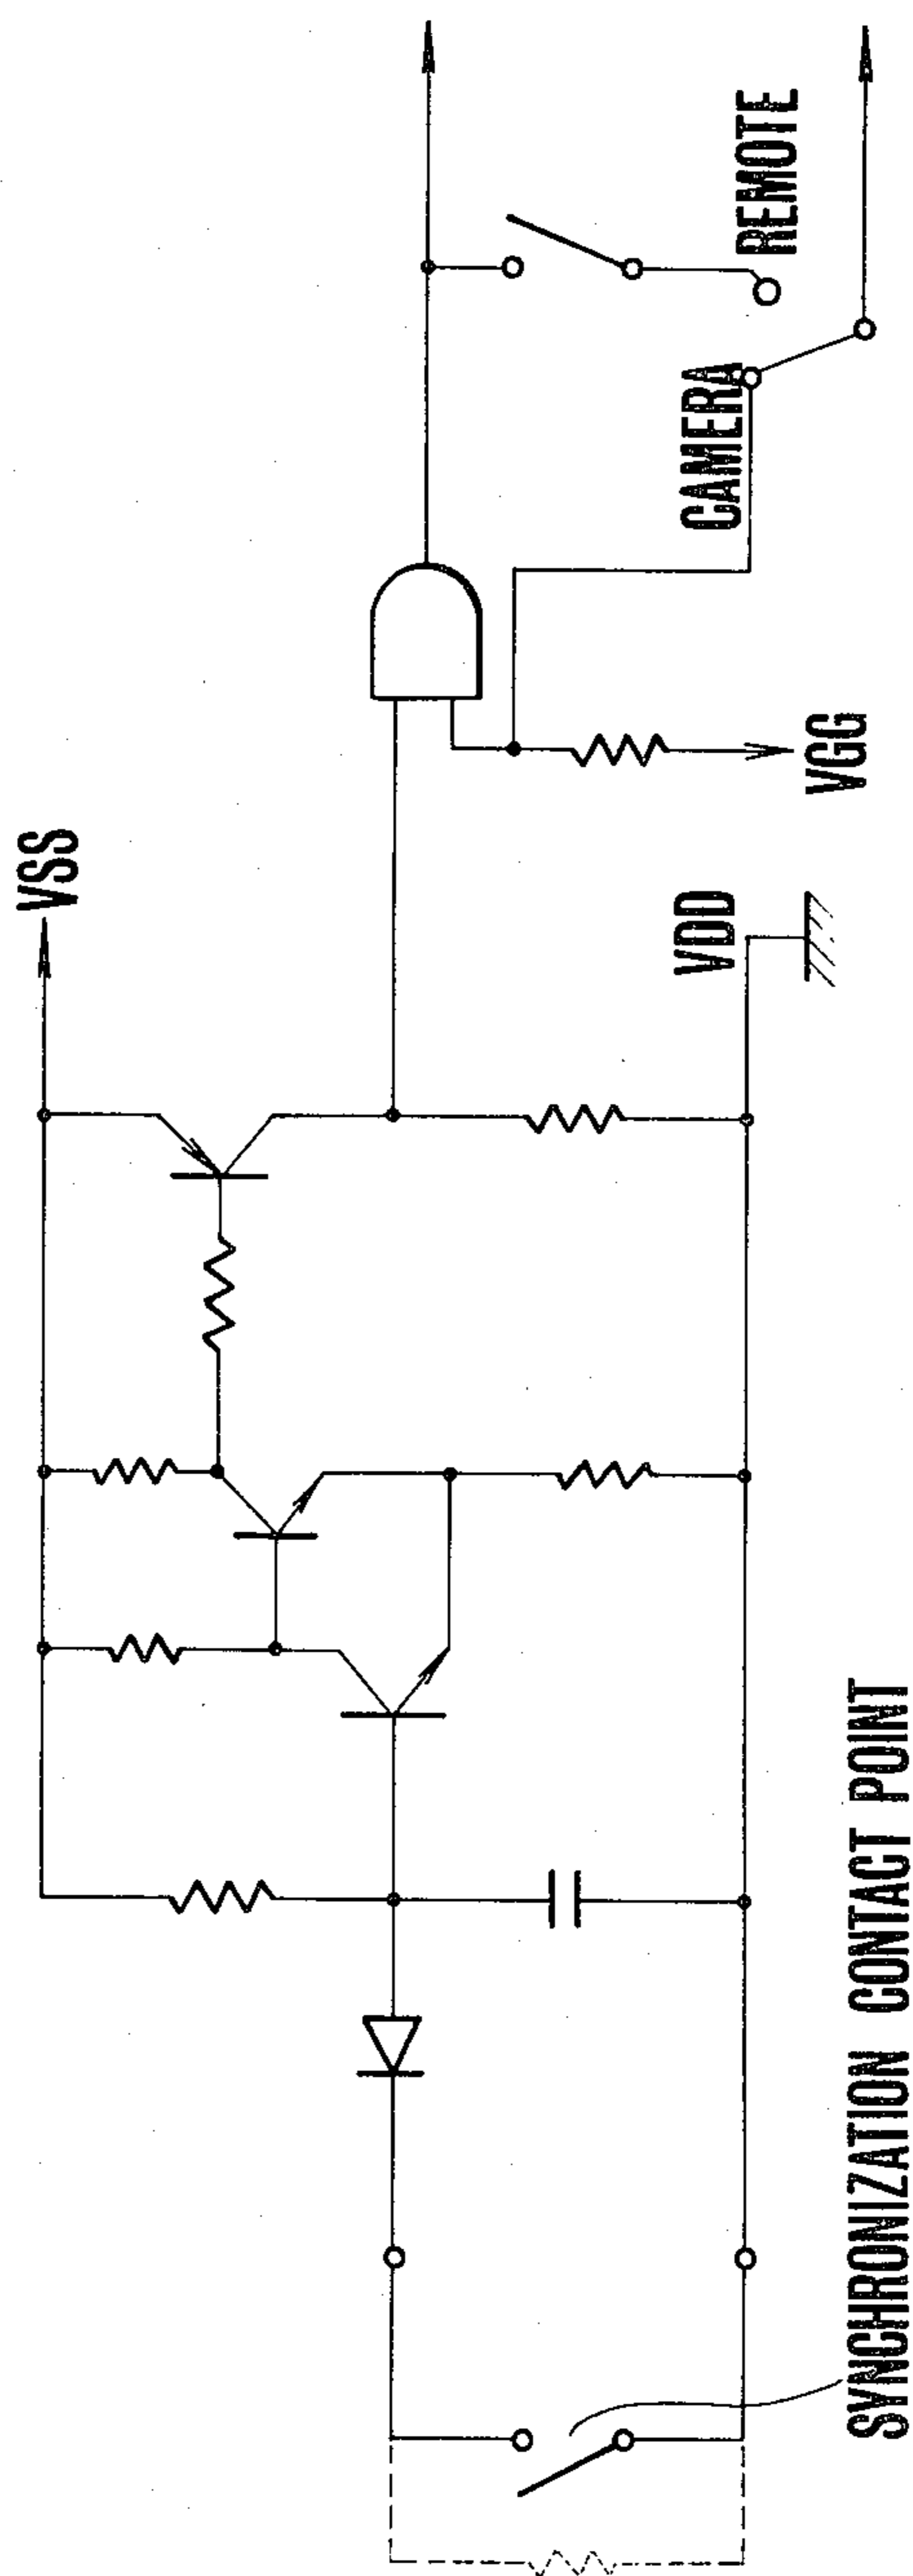 VSS
VDD
VGG
CAMERA
REMOTE
SYNCHRONIZATION CONTACT POINT